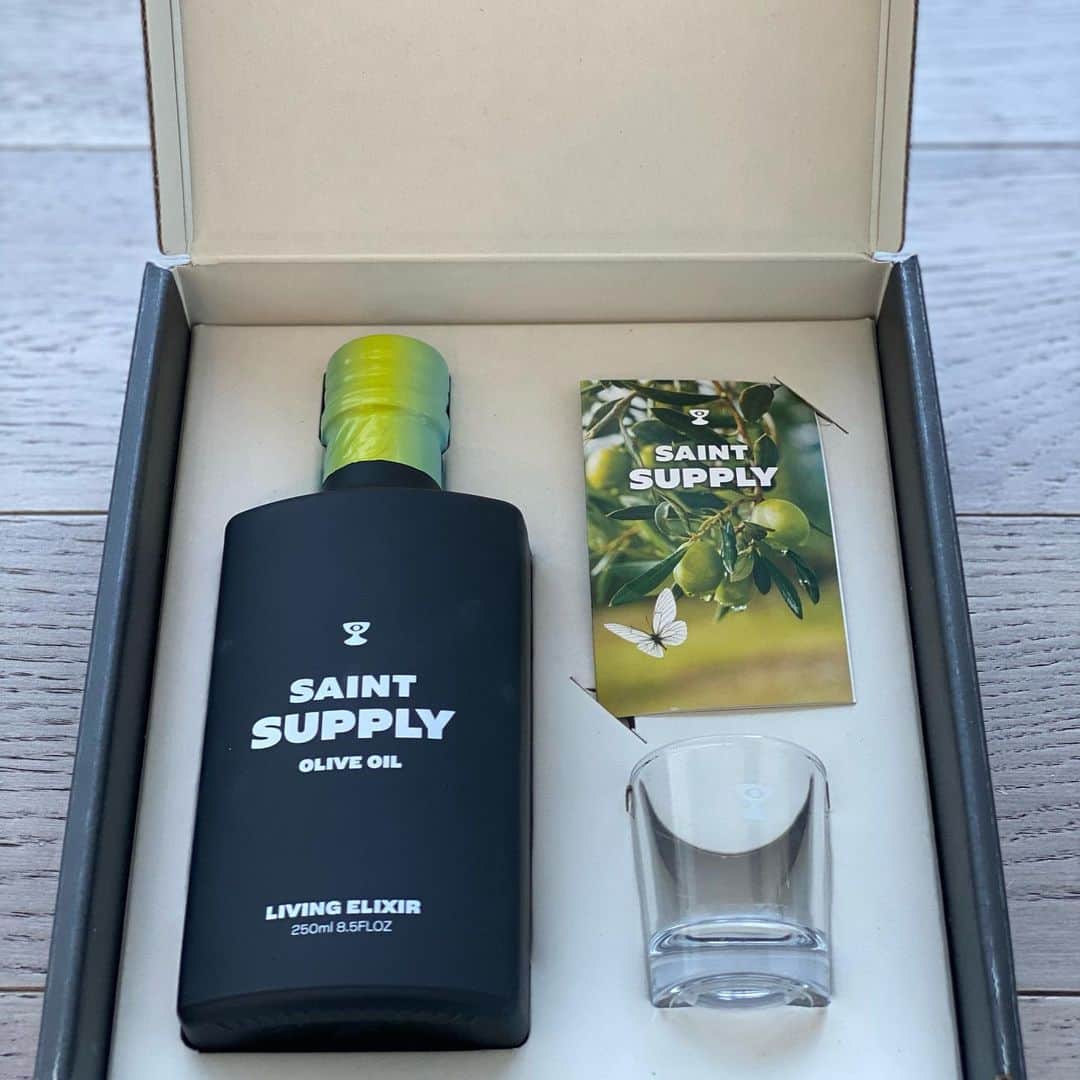 SAINT
SUPPLY
OLIVE OIL
LIVING ELIXIR
250ml 8.5FLOZ
SAINT
SUPPLY